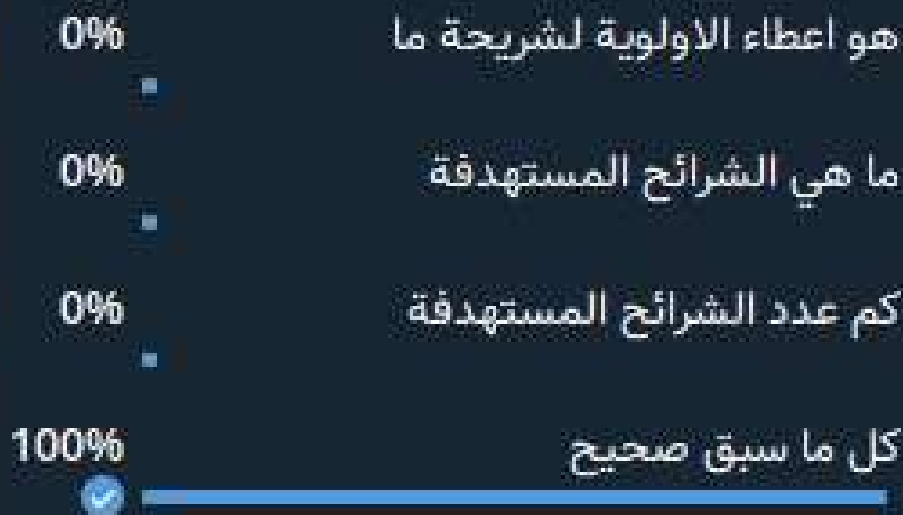 هو اعطاء الاولوية لشريحة ما 0%
ما هي الشرائح المستهدفة 0%
كم عدد الشرائح المستهدفة 0%
كل ما سبق صحيح 100%